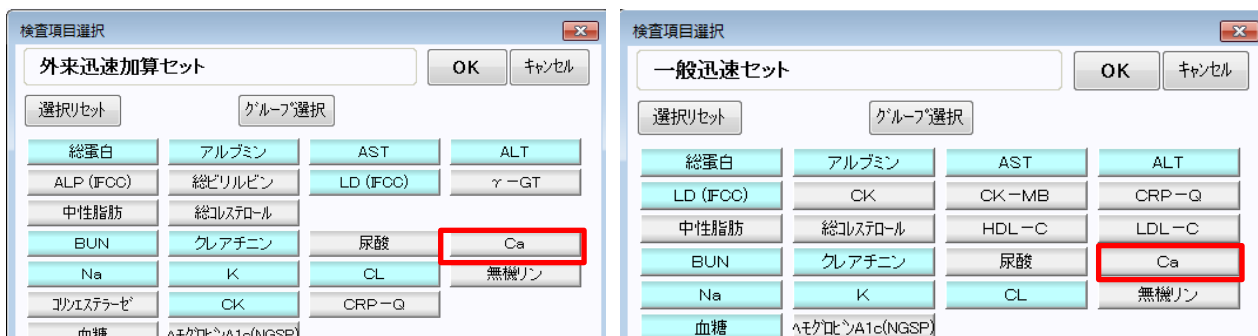 検査項目選択
外来迅速加算セット OK キャンセル
選択リセット グループ選択
総蛋白 アルブミン AST ALT
ALP (IFCC) 総ビリルビン LD (IFCC) γ－GT
中性脂肪 総コレステロール
BUN クレアチニン 尿酸 Ca
Na K CL 無機リン
コリンエステラーゼ CK CRP－Q
血糖 ヘモグロビンA1c(NGSP)
検査項目選択
一般迅速セット OK キャンセル
選択リセット グループ選択
総蛋白 アルブミン AST ALT
LD (IFCC) CK CK－MB CRP－Q
中性脂肪 総コレステロール HDL－C LDL－C
BUN クレアチニン 尿酸 Ca
Na K CL 無機リン
血糖 ヘモグロビンA1c(NGSP)